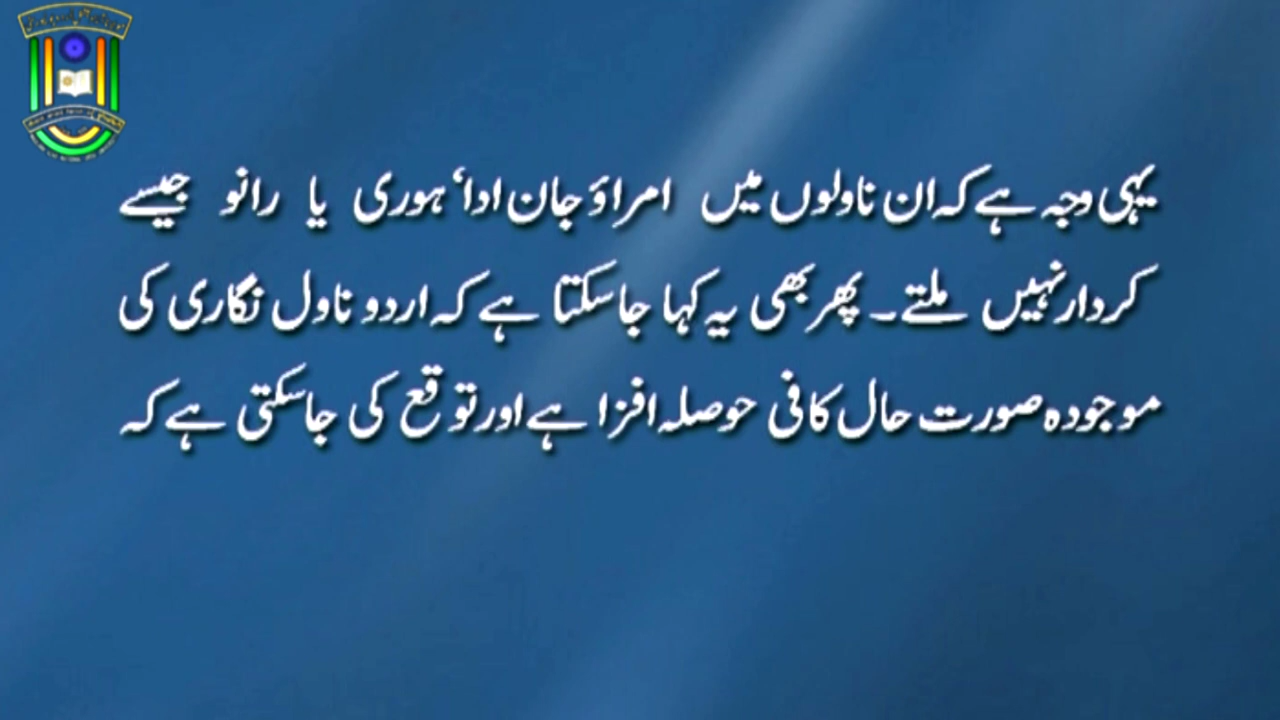 یہی وجہ ہے کہ ان ناولوں میں امراؤ جان ادا‘ ہوری یا رانو جیسے
کردار نہیں ملتے۔ پھر بھی یہ کہا جاسکتا ہے کہ اردو ناول نگاری کی
موجودہ صورت حال کافی حوصلہ افزا ہے اور توقع کی جاسکتی ہے کہ